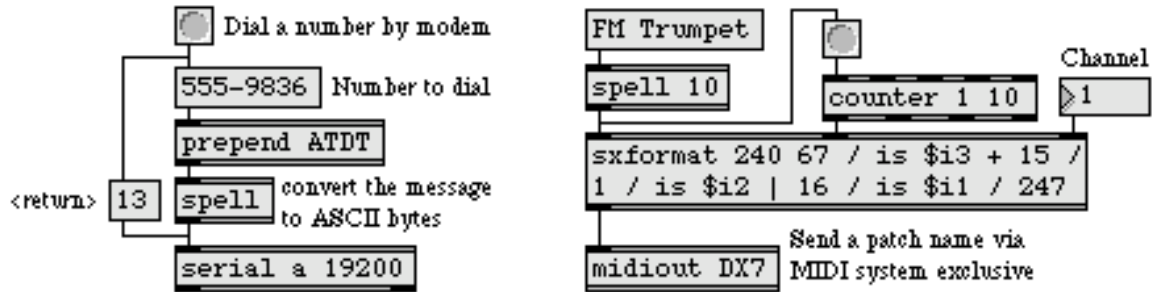 Dial a number by modem
555-9836
Number to dial
prepend ATDT
<return>
13
spell
convert the message
to ASCII bytes
serial a 19200
FM Trumpet
spell 10
counter 1 10
Channel
1
sxformat 240 67 / is $i3 + 15 /
1 / is $i2 | 16 / is $i1 / 247
midiout DX7
Send a patch name via
MIDI system exclusive